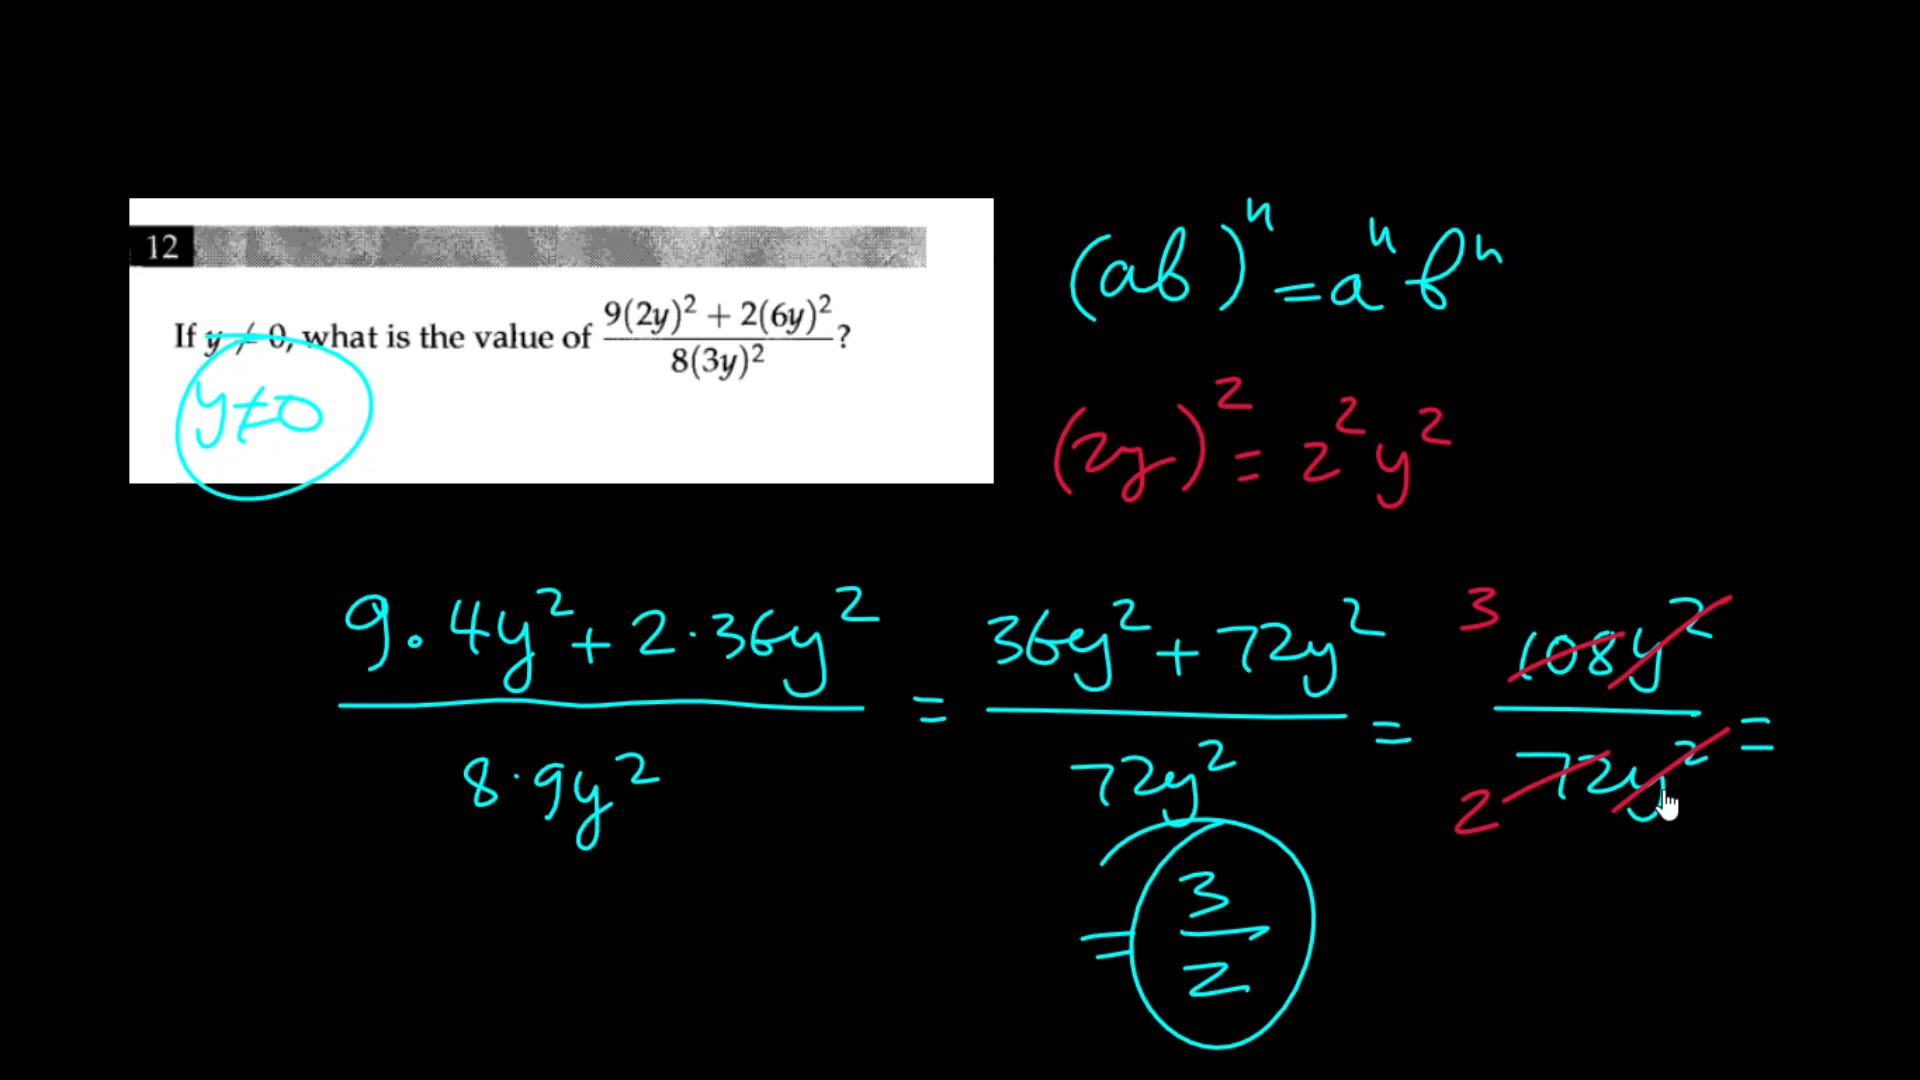 12
If y ≠ 0, what is the value of (9(2y)² + 2(6y)²)/(8(3y)²)?
y≠0
(ab)ⁿ = aⁿbⁿ
(2y)² = 2²y²
(9·4y² + 2·36y²)/(8·9y²) = (36y² + 72y²)/(72y²) = 3 108y²/2 72y² =
= 3/2